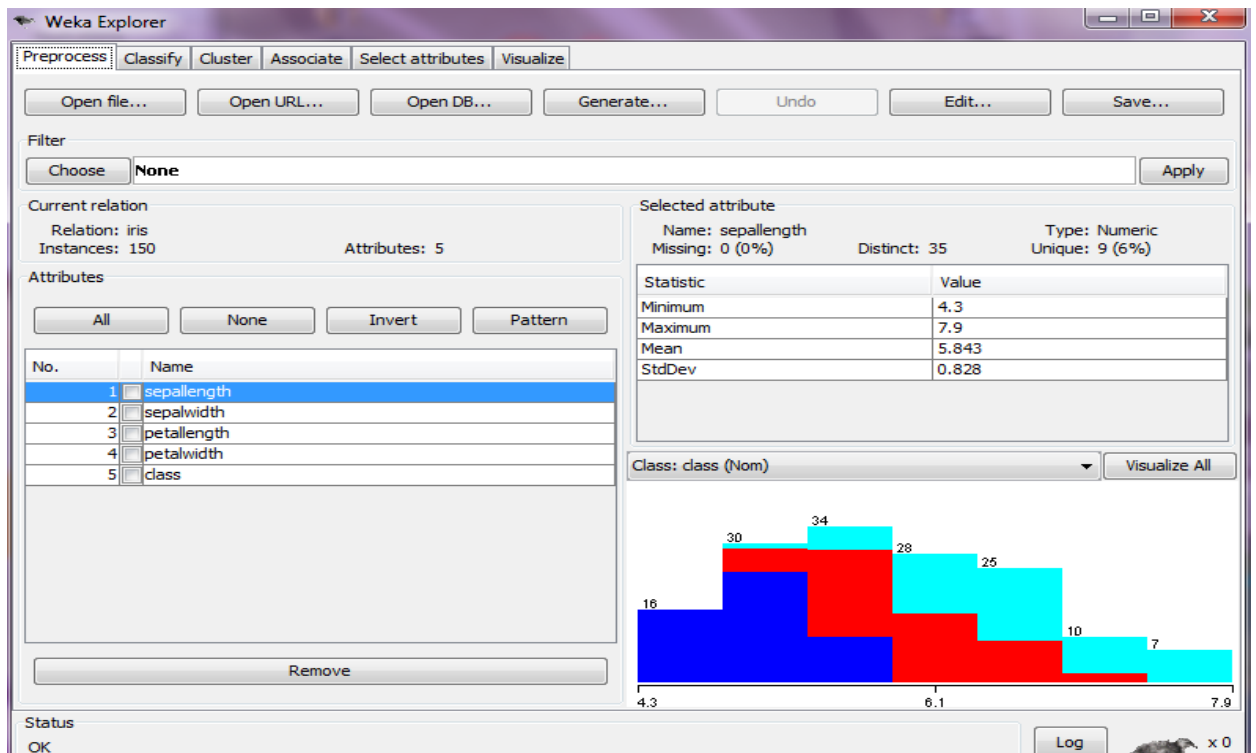 Weka Explorer
Preprocess Classify Cluster Associate Select attributes Visualize
Open file... Open URL... Open DB... Generate... Undo Edit... Save...
Filter
Choose None Apply
Current relation
Relation: iris
Instances: 150 Attributes: 5
Attributes
All None Invert Pattern
No. Name
1 sepallength
2 sepalwidth
3 petallength
4 petalwidth
5 class
Remove
Selected attribute
Name: sepallength Type: Numeric
Missing: 0 (0%) Distinct: 35 Unique: 9 (6%)
Statistic Value
Minimum 4.3
Maximum 7.9
Mean 5.843
StdDev 0.828
Class: class (Nom) Visualize All
16 30 34 28 25 10 7
4.3 6.1 7.9
Status
OK Log x 0